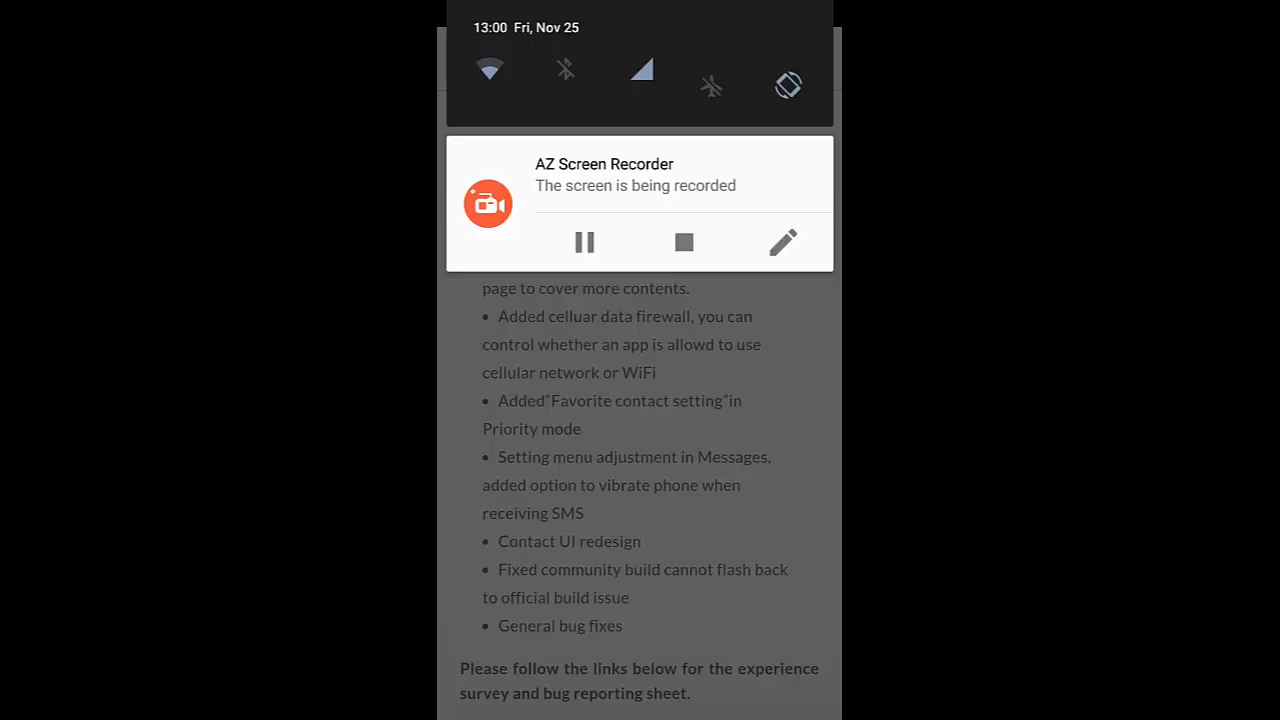 13:00 Fri, Nov 25
AZ Screen Recorder
The screen is being recorded
page to cover more contents.
• Added celluar data firewall, you can
control whether an app is allowd to use
cellular network or WiFi
• Added“Favorite contact setting”in
Priority mode
• Setting menu adjustment in Messages,
added option to vibrate phone when
receiving SMS
• Contact UI redesign
• Fixed community build cannot flash back
to official build issue
• General bug fixes
Please follow the links below for the experience
survey and bug reporting sheet.